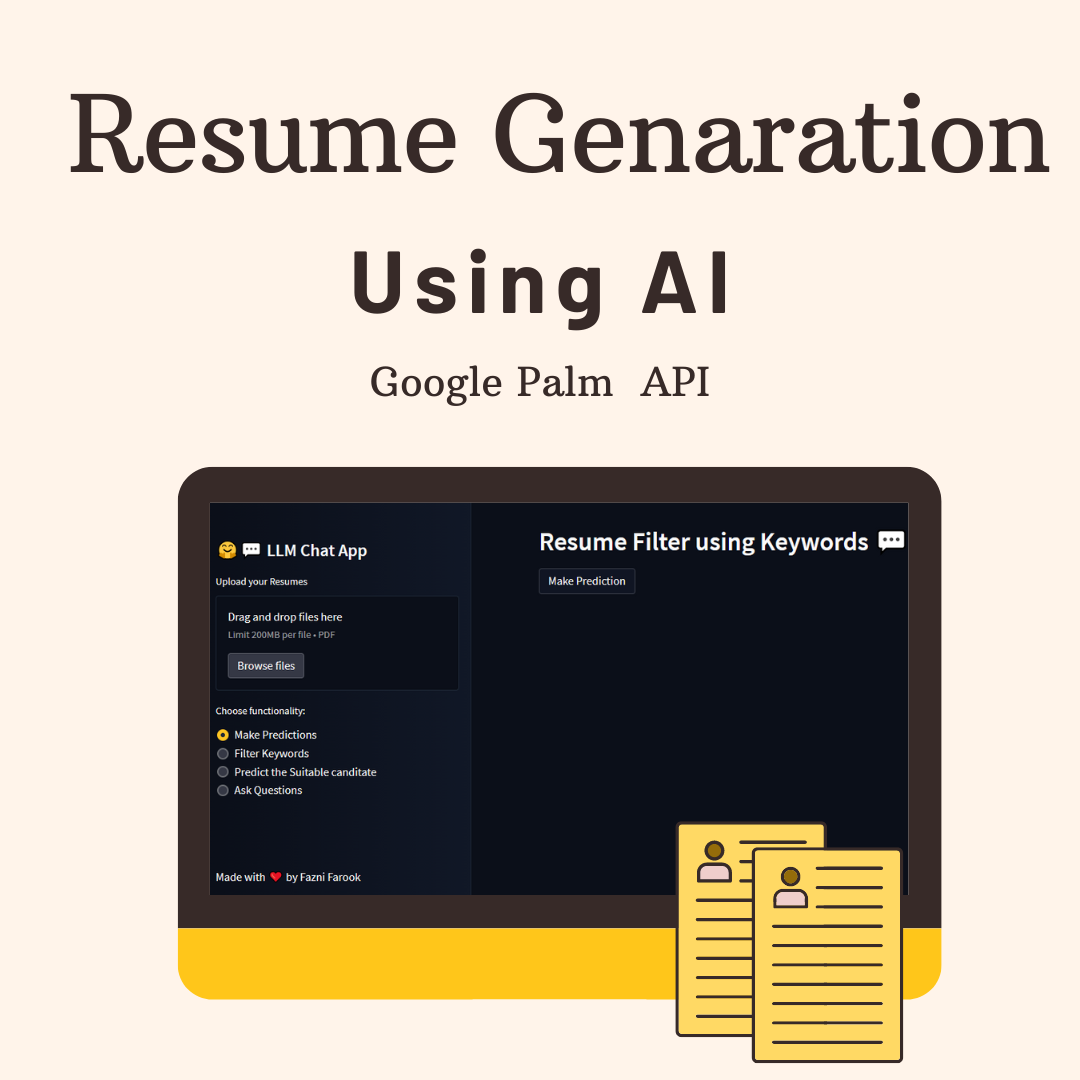 Resume Genaration
Using AI
Google Palm API
🤗💬 LLM Chat App
Upload your Resumes
Drag and drop files here
Limit 200MB per file • PDF
Browse files
Choose functionality:
Make Predictions
Filter Keywords
Predict the Suitable canditate
Ask Questions
Made with ❤️ by Fazni Farook
Resume Filter using Keywords 💬
Make Prediction